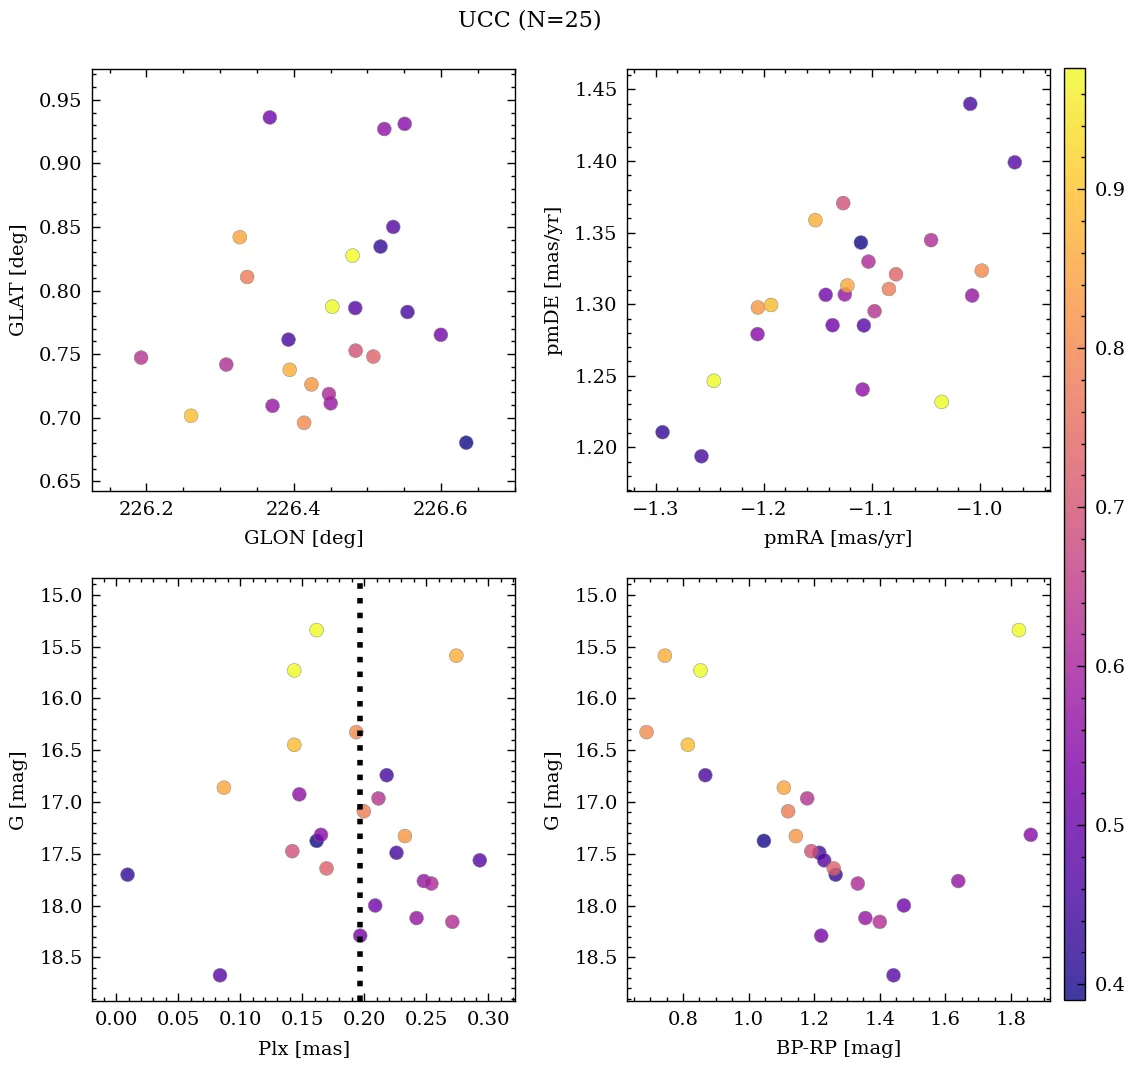 UCC (N=25)
0.95
0.90
0.85
0.80
0.75
0.70
0.65
GLAT [deg]
226.2 226.4 226.6
GLON [deg]
1.45
1.40
1.35
1.30
1.25
1.20
pmDE [mas/yr]
−1.3 −1.2 −1.1 −1.0
pmRA [mas/yr]
0.9
0.8
0.7
0.6
0.5
0.4
15.0
15.5
16.0
16.5
17.0
17.5
18.0
18.5
G [mag]
0.00 0.05 0.10 0.15 0.20 0.25 0.30
Plx [mas]
15.0
15.5
16.0
16.5
17.0
17.5
18.0
18.5
G [mag]
0.8 1.0 1.2 1.4 1.6 1.8
BP-RP [mag]